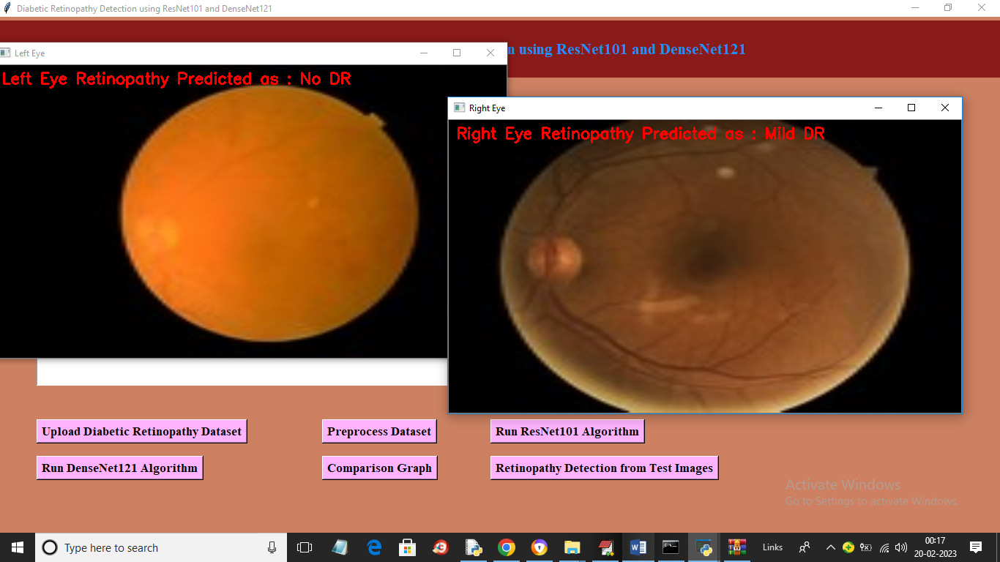 Diabetic Retinopathy Detection using ResNet101 and DenseNet121
using ResNet101 and DenseNet121
Left Eye
Left Eye Retinopathy Predicted as : No DR
Right Eye
Right Eye Retinopathy Predicted as : Mild DR
Upload Diabetic Retinopathy Dataset
Preprocess Dataset
Run ResNet101 Algorithm
Run DenseNet121 Algorithm
Comparison Graph
Retinopathy Detection from Test Images
Activate Windows
Go to Settings to activate Windows.
Type here to search
Links
00:17
20-02-2023